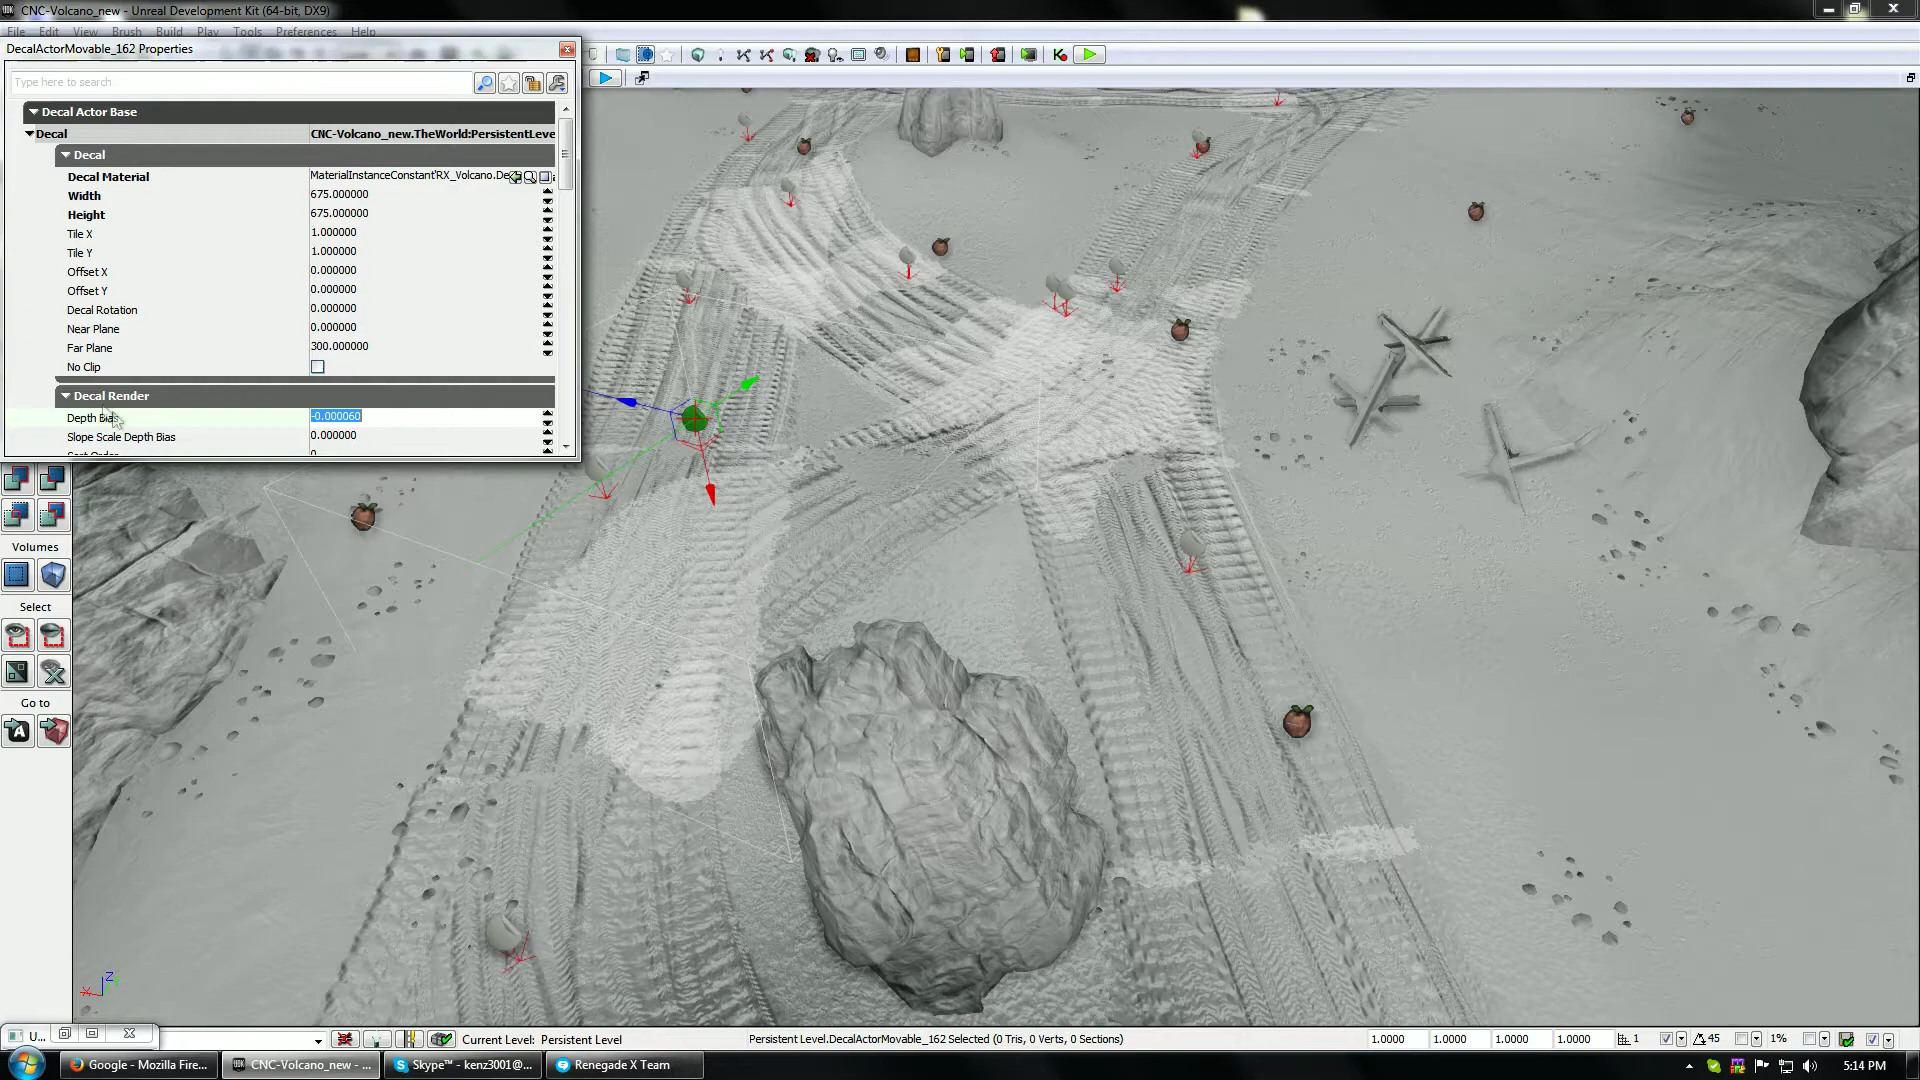 CNC-Volcano_new - Unreal Development Kit (64-bit, DX9)
File Edit View Brush Build Play Tools Preferences Help
DecalActorMovable_162 Properties
Type here to search
Decal Actor Base
Decal CNC-Volcano_new.TheWorld:PersistentLeve
Decal
Decal Material MaterialInstanceConstant'RX_Volcano.De
Width 675.000000
Height 675.000000
Tile X 1.000000
Tile Y 1.000000
Offset X 0.000000
Offset Y 0.000000
Decal Rotation 0.000000
Near Plane 0.000000
Far Plane 300.000000
No Clip
Decal Render
Depth Bias -0.000060
Slope Scale Depth Bias 0.000000
Volumes
Select
Go to
Z
U...
Current Level: Persistent Level
Persistent Level.DecalActorMovable_162 Selected (0 Tris, 0 Verts, 0 Sections)
1.0000 1.0000 1.0000 1.0000 1 45 1%
Google - Mozilla Fire...
CNC-Volcano_new - ...
Skype™ - kenz3001@...
Renegade X Team
5:14 PM